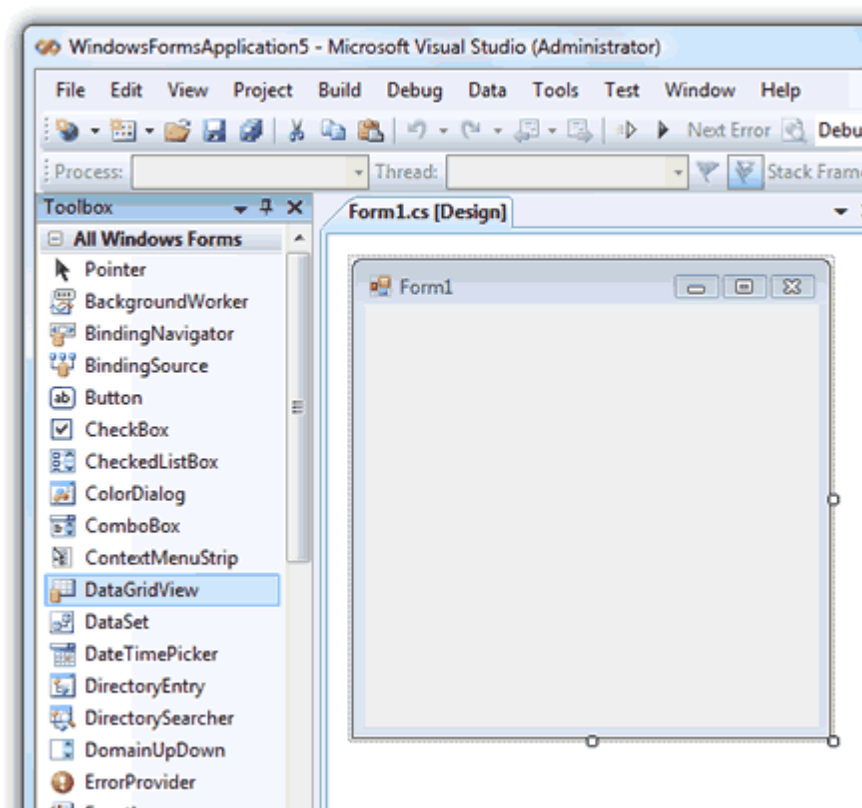 WindowsFormsApplication5 - Microsoft Visual Studio (Administrator)
File Edit View Project Build Debug Data Tools Test Window Help
Next Error Debu
Process: Thread: Stack Frame
Toolbox
Form1.cs [Design]
All Windows Forms
Form1
Pointer
BackgroundWorker
BindingNavigator
BindingSource
ab Button
CheckBox
CheckedListBox
ColorDialog
ComboBox
ContextMenuStrip
DataGridView
DataSet
DateTimePicker
DirectoryEntry
DirectorySearcher
DomainUpDown
ErrorProvider